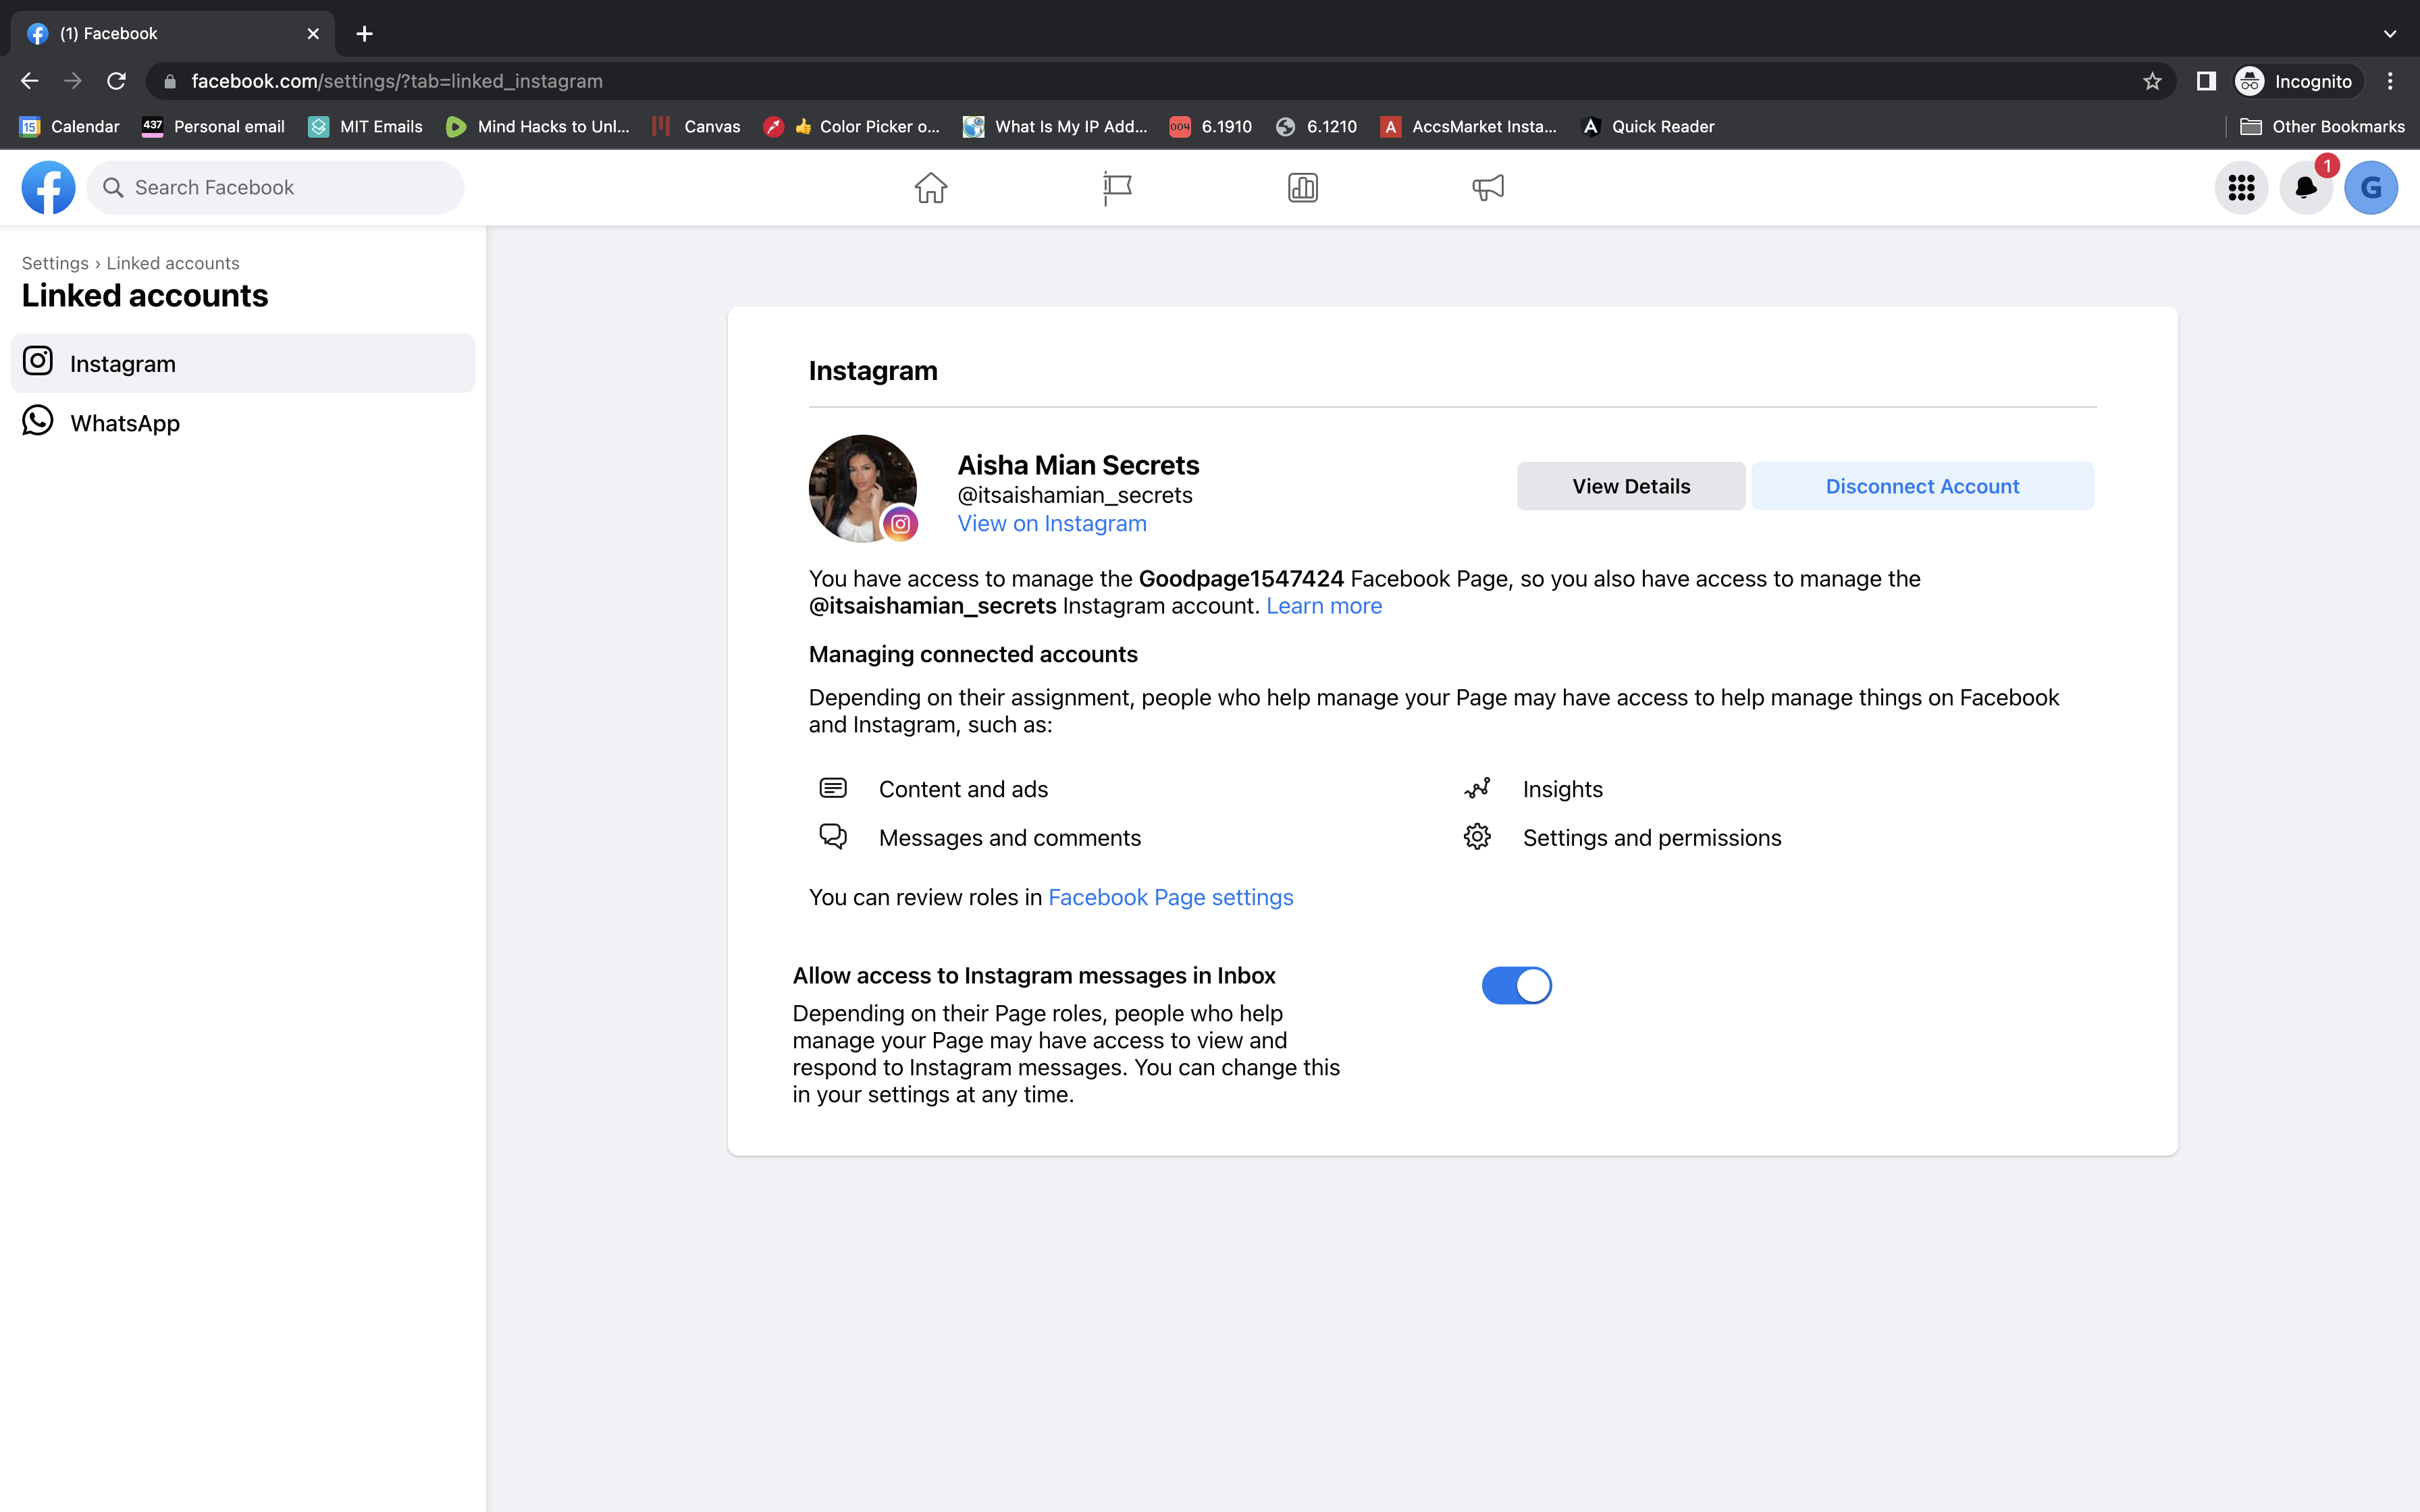 (1) Facebook
facebook.com/settings/?tab=linked_instagram
Incognito
15 Calendar
437 Personal email
MIT Emails
Mind Hacks to Unl...
Canvas
👍 Color Picker o...
What Is My IP Add...
004 6.1910
6.1210
A AccsMarket Insta...
Quick Reader
Other Bookmarks
Search Facebook
1
G
Settings › Linked accounts
Linked accounts
Instagram
WhatsApp
Instagram
Aisha Mian Secrets
@itsaishamian_secrets
View on Instagram
View Details
Disconnect Account
You have access to manage the Goodpage1547424 Facebook Page, so you also have access to manage the
@itsaishamian_secrets Instagram account. Learn more
Managing connected accounts
Depending on their assignment, people who help manage your Page may have access to help manage things on Facebook
and Instagram, such as:
Content and ads
Insights
Messages and comments
Settings and permissions
You can review roles in Facebook Page settings
Allow access to Instagram messages in Inbox
Depending on their Page roles, people who help
manage your Page may have access to view and
respond to Instagram messages. You can change this
in your settings at any time.